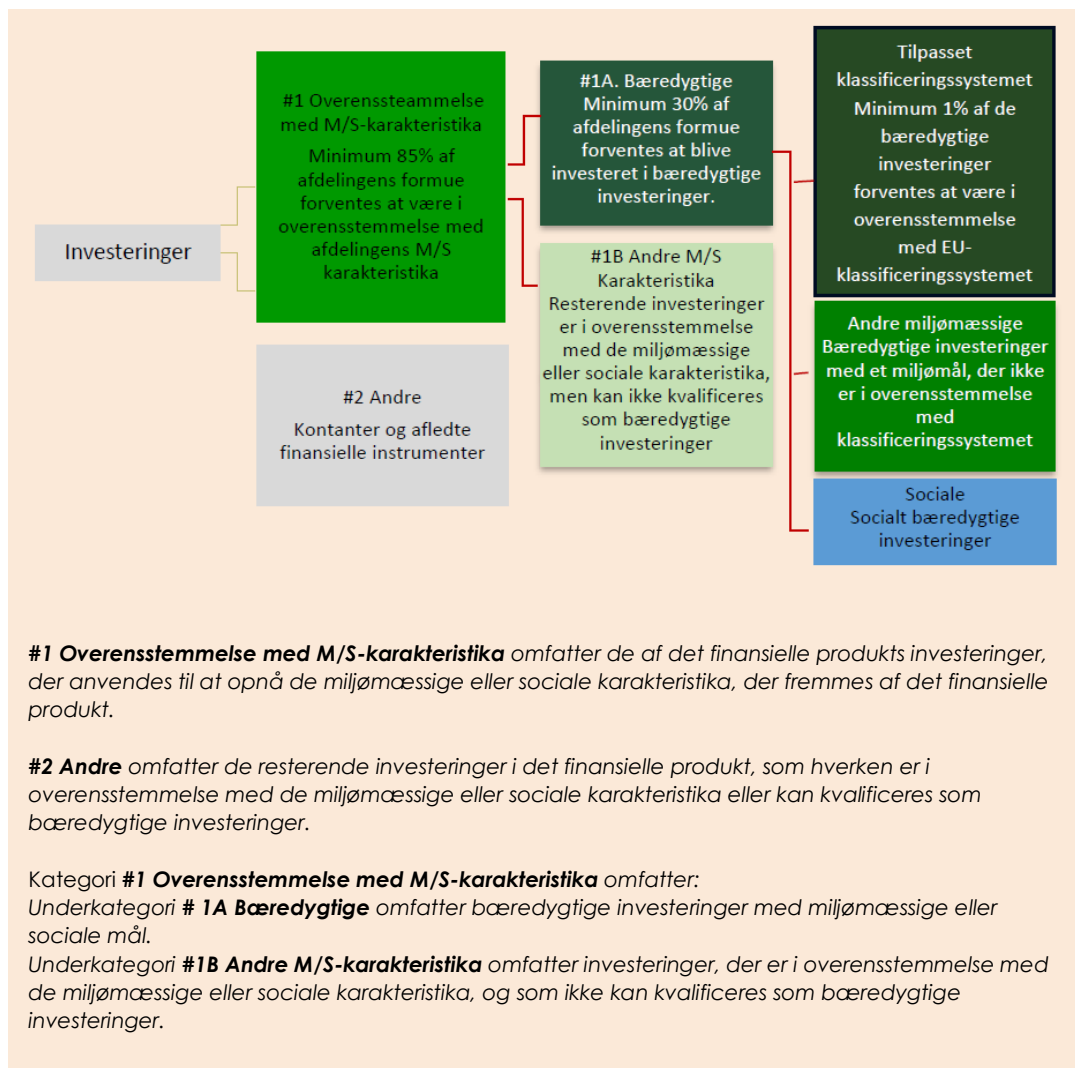 Investeringer
#1 Overenssteammelse
med M/S-karakteristika
Minimum 85% af
afdelingens formue
forventes at være i
overensstemmelse med
afdelingens M/S
karakteristika
#2 Andre
Kontanter og afledte
finansielle instrumenter
#1A. Bæredygtige
Minimum 30% af
afdelingens formue
forventes at blive
investeret i bæredygtige
investeringer.
#1B Andre M/S
Karakteristika
Resterende investeringer
er i overensstemmelse
med de miljømæssige
eller sociale karakteristika,
men kan ikke kvalificeres
som bæredygtige
investeringer
Tilpasset
klassificeringssystemet
Minimum 1% af de
bæredygtige
investeringer
forventes at være i
overensstemmelse
med EU-
klassificeringssystemet
Andre miljømæssige
Bæredygtige investeringer
med et miljømål, der ikke
er i overensstemmelse
med
klassificeringssystemet
Sociale
Socialt bæredygtige
investeringer
#1 Overensstemmelse med M/S-karakteristika omfatter de af det finansielle produkts investeringer,
der anvendes til at opnå de miljømæssige eller sociale karakteristika, der fremmes af det finansielle
produkt.
#2 Andre omfatter de resterende investeringer i det finansielle produkt, som hverken er i
overensstemmelse med de miljømæssige eller sociale karakteristika eller kan kvalificeres som
bæredygtige investeringer.
Kategori #1 Overensstemmelse med M/S-karakteristika omfatter:
Underkategori # 1A Bæredygtige omfatter bæredygtige investeringer med miljømæssige eller
sociale mål.
Underkategori #1B Andre M/S-karakteristika omfatter investeringer, der er i overensstemmelse med
de miljømæssige eller sociale karakteristika, og som ikke kan kvalificeres som bæredygtige
investeringer.